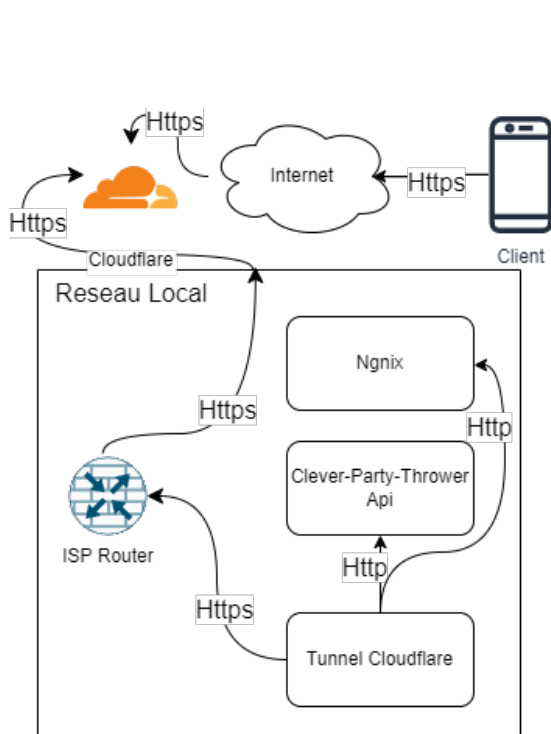 Https
Internet
Https
Client
Https
Cloudflare
Reseau Local
Ngnix
Https
Http
Clever-Party-Thrower
Api
ISP Router
Http
Https
Tunnel Cloudflare